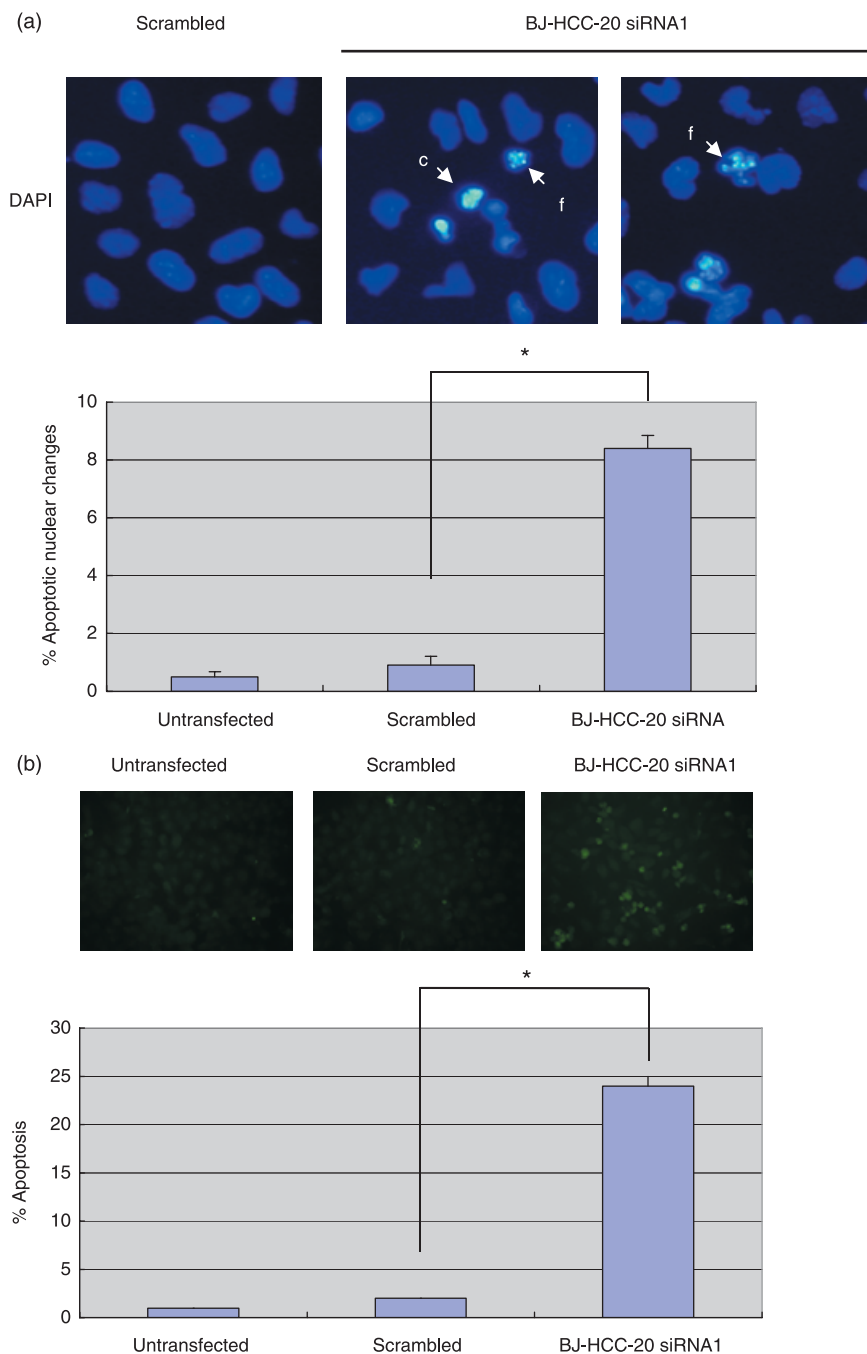 (a)
Scrambled BJ-HCC-20 siRNA1
DAPI
c
f
f
*
% Apoptotic nuclear changes
10
8
6
4
2
0
Untransfected Scrambled BJ-HCC-20 siRNA
(b)
Untransfected Scrambled BJ-HCC-20 siRNA1
*
% Apoptosis
30
25
20
15
10
5
0
Untransfected Scrambled BJ-HCC-20 siRNA1